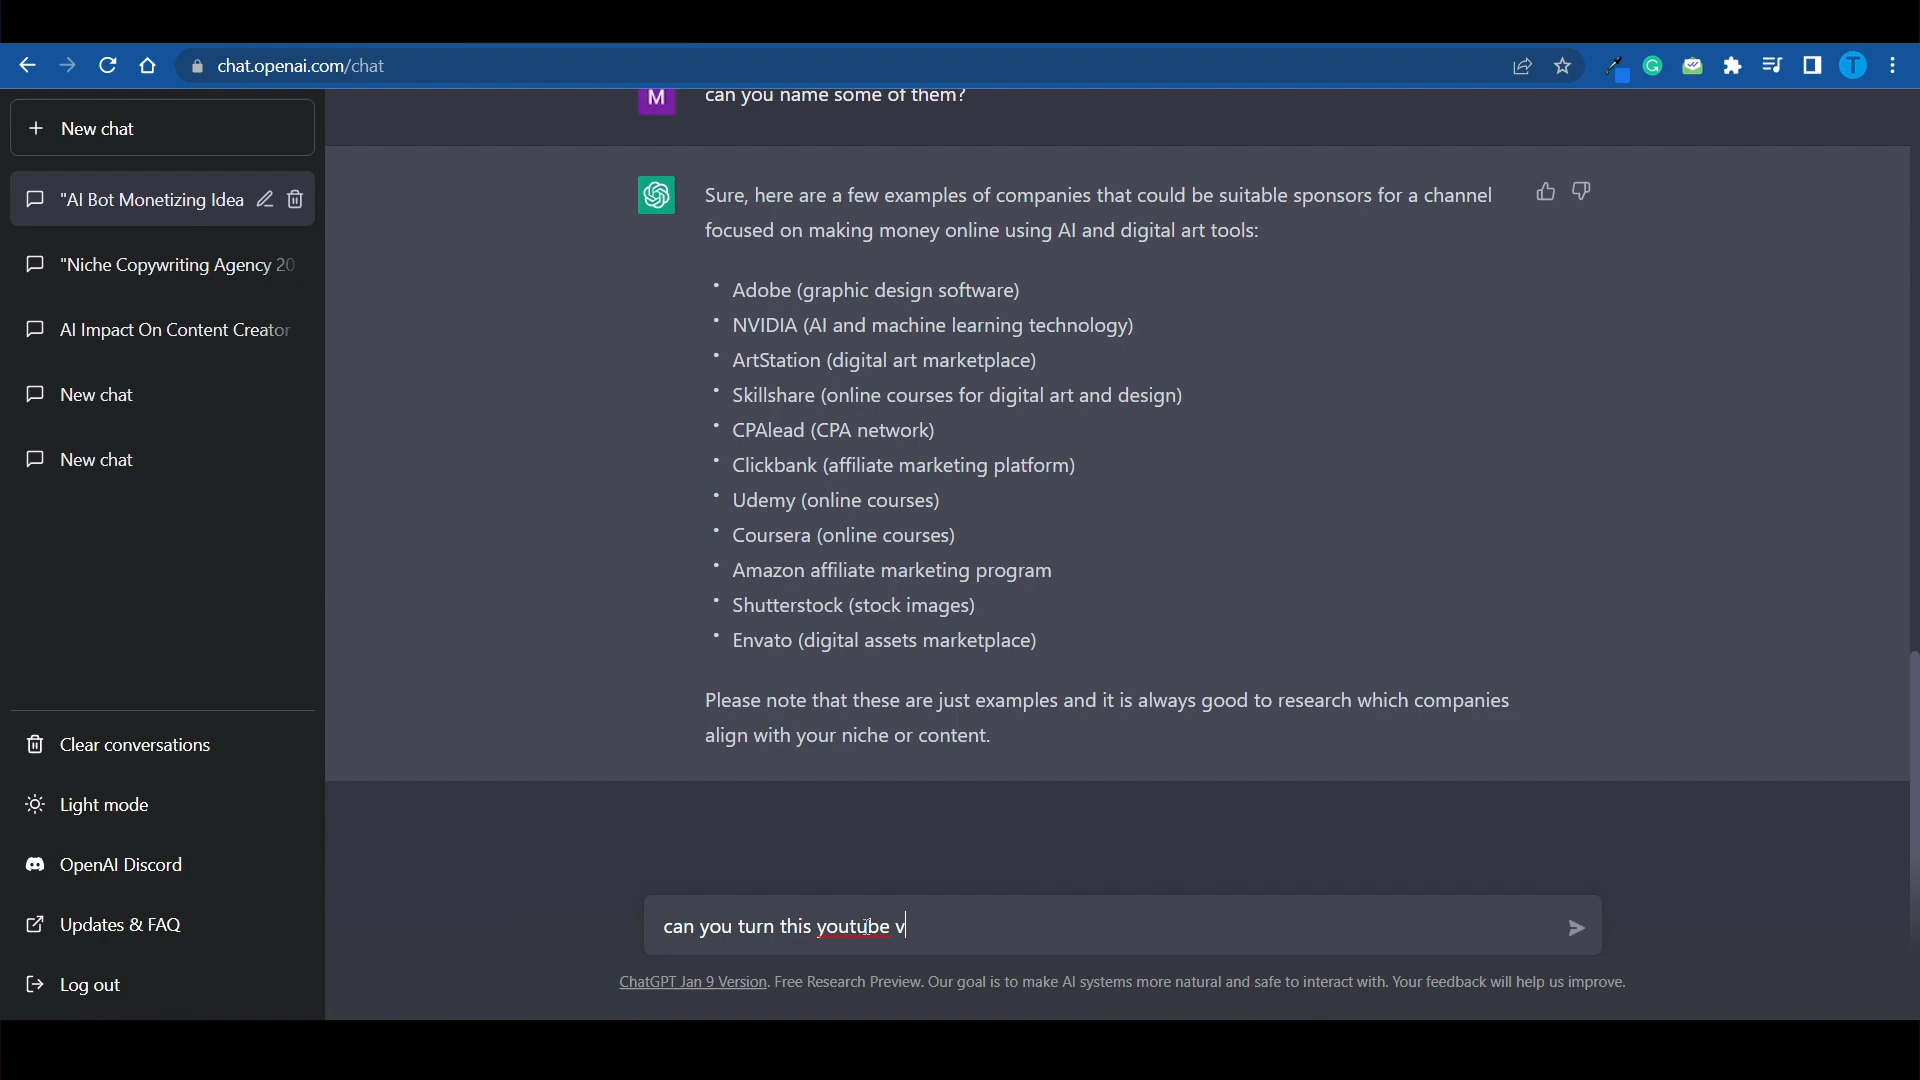 chat.openai.com/chat
T
New chat
"AI Bot Monetizing Idea
"Niche Copywriting Agency 20
AI Impact On Content Creator
New chat
New chat
Clear conversations
Light mode
OpenAI Discord
Updates & FAQ
Log out
M
can you name some of them?
Sure, here are a few examples of companies that could be suitable sponsors for a channel
focused on making money online using AI and digital art tools:
• Adobe (graphic design software)
• NVIDIA (AI and machine learning technology)
• ArtStation (digital art marketplace)
• Skillshare (online courses for digital art and design)
• CPAlead (CPA network)
• Clickbank (affiliate marketing platform)
• Udemy (online courses)
• Coursera (online courses)
• Amazon affiliate marketing program
• Shutterstock (stock images)
• Envato (digital assets marketplace)
Please note that these are just examples and it is always good to research which companies
align with your niche or content.
can you turn this youtube v
ChatGPT Jan 9 Version. Free Research Preview. Our goal is to make AI systems more natural and safe to interact with. Your feedback will help us improve.